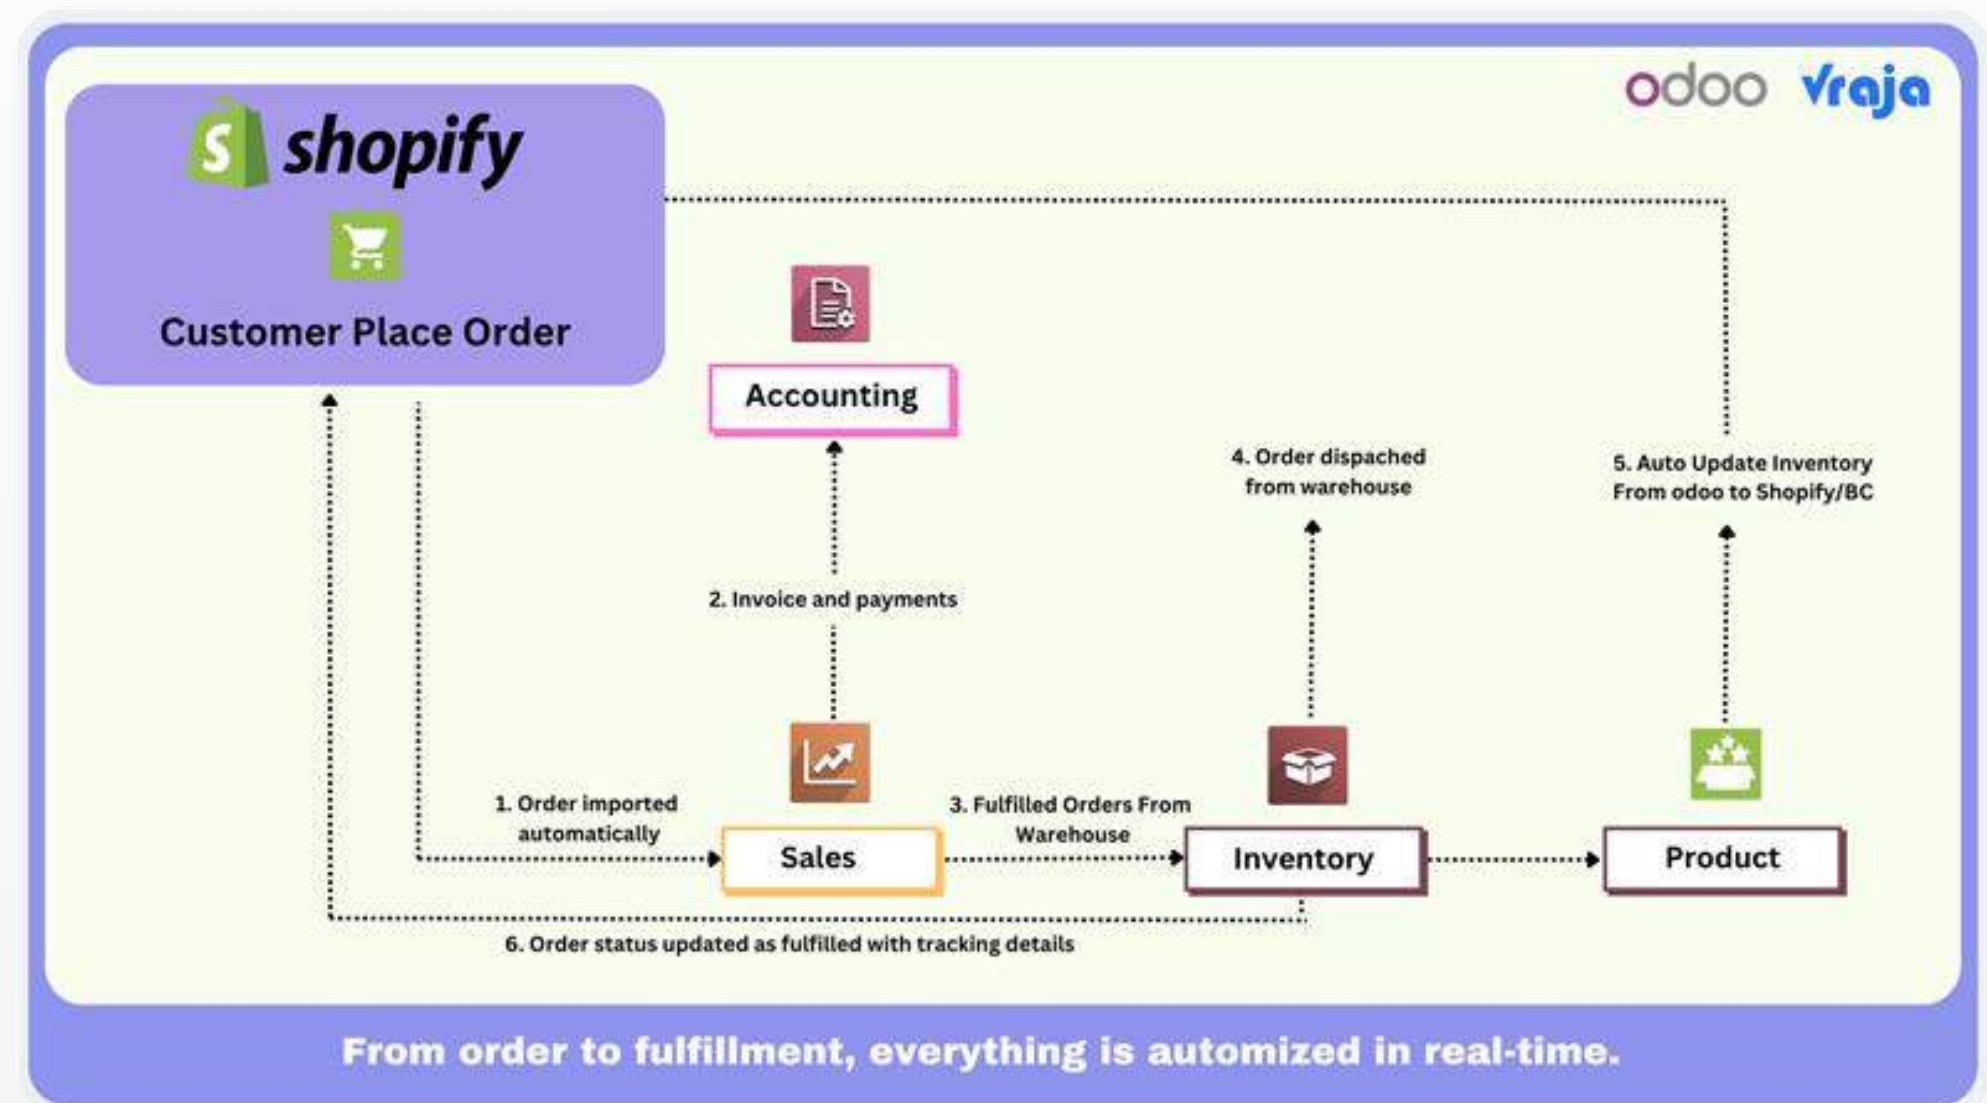 odoo vraja
S shopify
Customer Place Order
Accounting
4. Order dispached
from warehouse
5. Auto Update Inventory
From odoo to Shopify/BC
2. Invoice and payments
1. Order imported
automatically
3. Fulfilled Orders From
Warehouse
Sales
Inventory
Product
6. Order status updated as fulfilled with tracking details
From order to fulfillment, everything is automized in real-time.